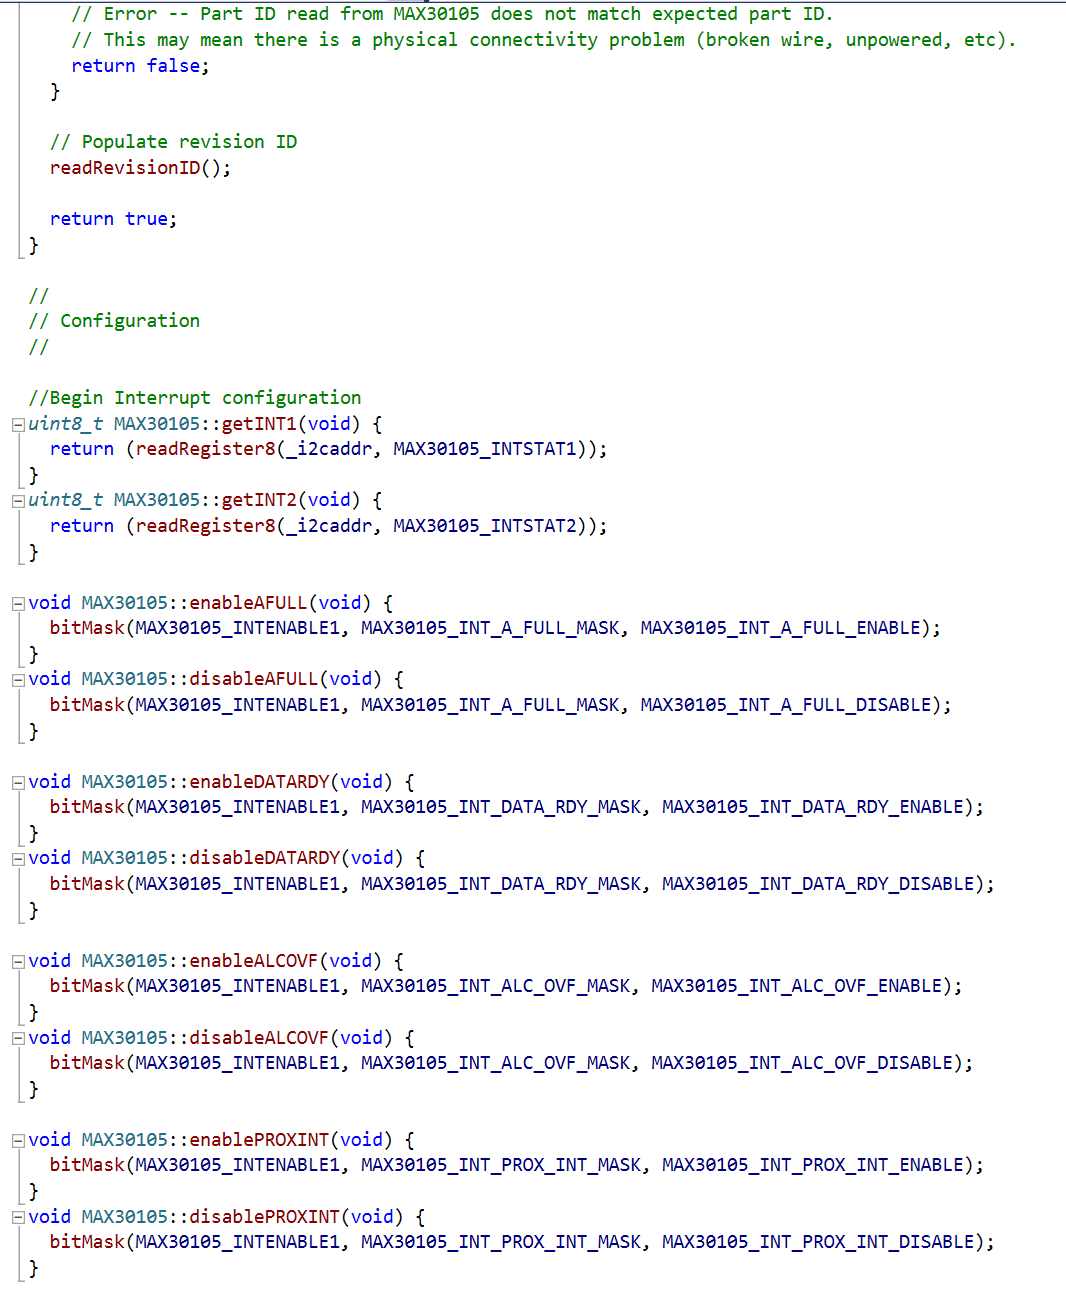 // Error -- Part ID read from MAX30105 does not match expected part ID.
// This may mean there is a physical connectivity problem (broken wire, unpowered, etc).
return false;
}
// Populate revision ID
readRevisionID();
return true;
}
//
// Configuration
//
//Begin Interrupt configuration
uint8_t MAX30105::getINT1(void) {
return (readRegister8(_i2caddr, MAX30105_INTSTAT1));
}
uint8_t MAX30105::getINT2(void) {
return (readRegister8(_i2caddr, MAX30105_INTSTAT2));
}
void MAX30105::enableAFULL(void) {
bitMask(MAX30105_INTENABLE1, MAX30105_INT_A_FULL_MASK, MAX30105_INT_A_FULL_ENABLE);
}
void MAX30105::disableAFULL(void) {
bitMask(MAX30105_INTENABLE1, MAX30105_INT_A_FULL_MASK, MAX30105_INT_A_FULL_DISABLE);
}
void MAX30105::enableDATARDY(void) {
bitMask(MAX30105_INTENABLE1, MAX30105_INT_DATA_RDY_MASK, MAX30105_INT_DATA_RDY_ENABLE);
}
void MAX30105::disableDATARDY(void) {
bitMask(MAX30105_INTENABLE1, MAX30105_INT_DATA_RDY_MASK, MAX30105_INT_DATA_RDY_DISABLE);
}
void MAX30105::enableALCOVF(void) {
bitMask(MAX30105_INTENABLE1, MAX30105_INT_ALC_OVF_MASK, MAX30105_INT_ALC_OVF_ENABLE);
}
void MAX30105::disableALCOVF(void) {
bitMask(MAX30105_INTENABLE1, MAX30105_INT_ALC_OVF_MASK, MAX30105_INT_ALC_OVF_DISABLE);
}
void MAX30105::enablePROXINT(void) {
bitMask(MAX30105_INTENABLE1, MAX30105_INT_PROX_INT_MASK, MAX30105_INT_PROX_INT_ENABLE);
}
void MAX30105::disablePROXINT(void) {
bitMask(MAX30105_INTENABLE1, MAX30105_INT_PROX_INT_MASK, MAX30105_INT_PROX_INT_DISABLE);
}